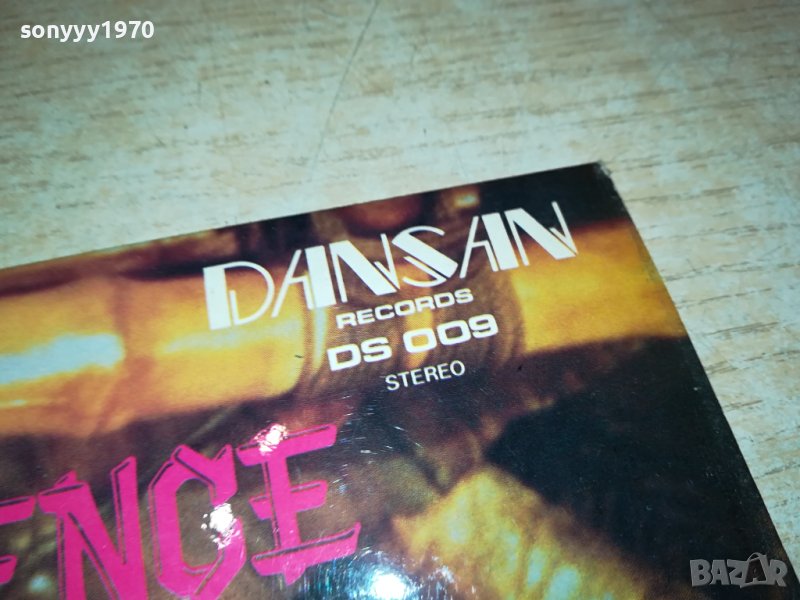 sonyyy1970
DANSAN
RECORDS
DS 009
STEREO
ENCE
BAZAR